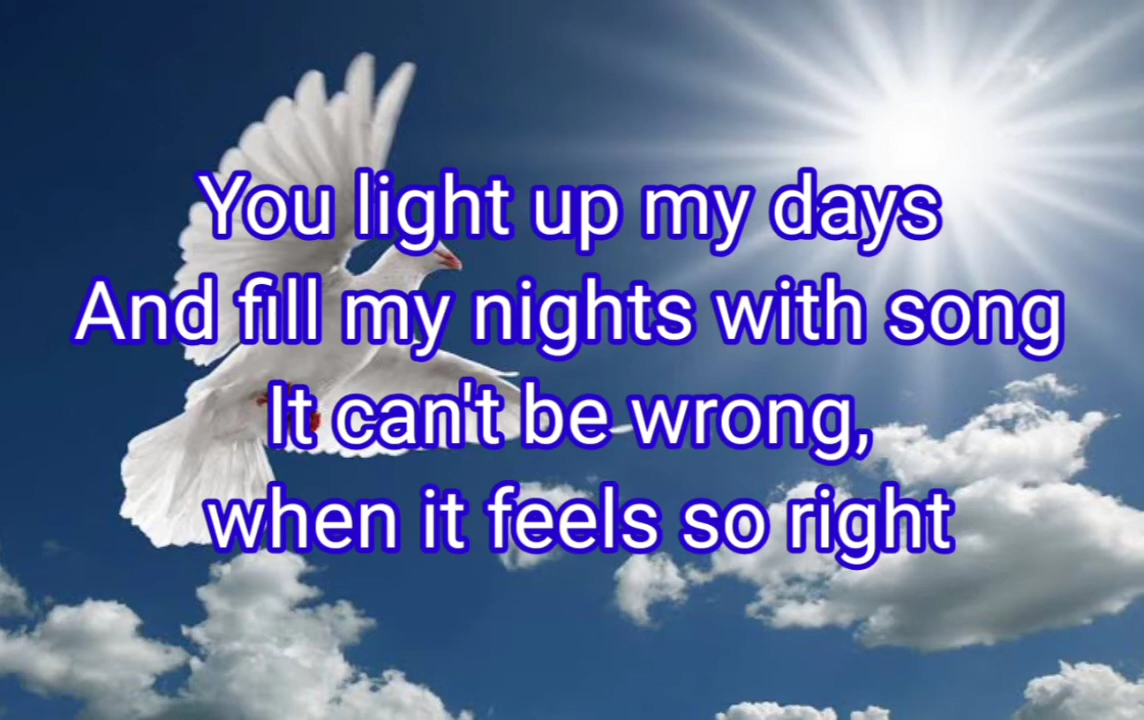 You light up my days
And fill my nights with song
It can't be wrong,
when it feels so right